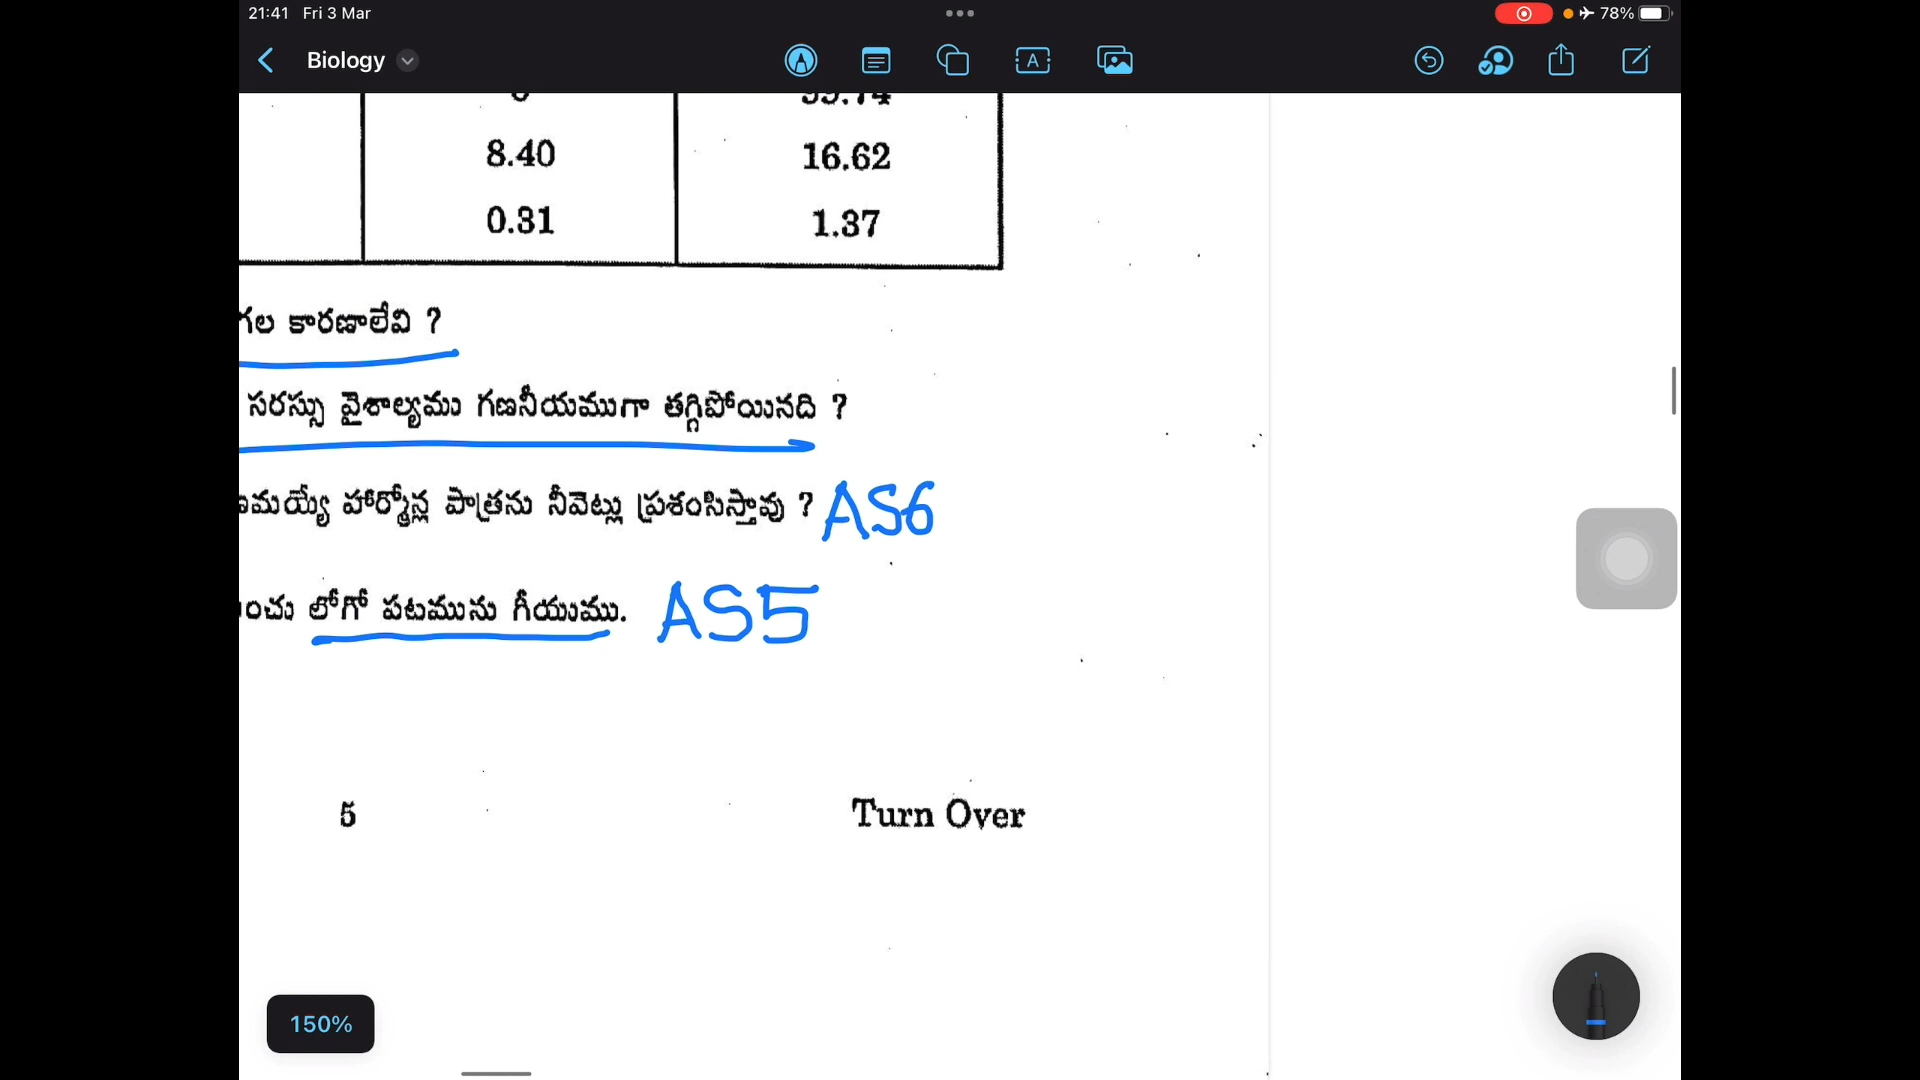 21:41 Fri 3 Mar
78%
Biology
A
8.40 16.62
0.31 1.37
గల కారణాలేవి ?
సరస్సు వైశాల్యము గణనీయముగా తగ్గిపోయినది ?
హార్మోన్ల పాత్రను నీవెట్లు ప్రశంసిస్తావు ? AS6
లోగో పటమును గీయుము. AS5
5 Turn Over
150%